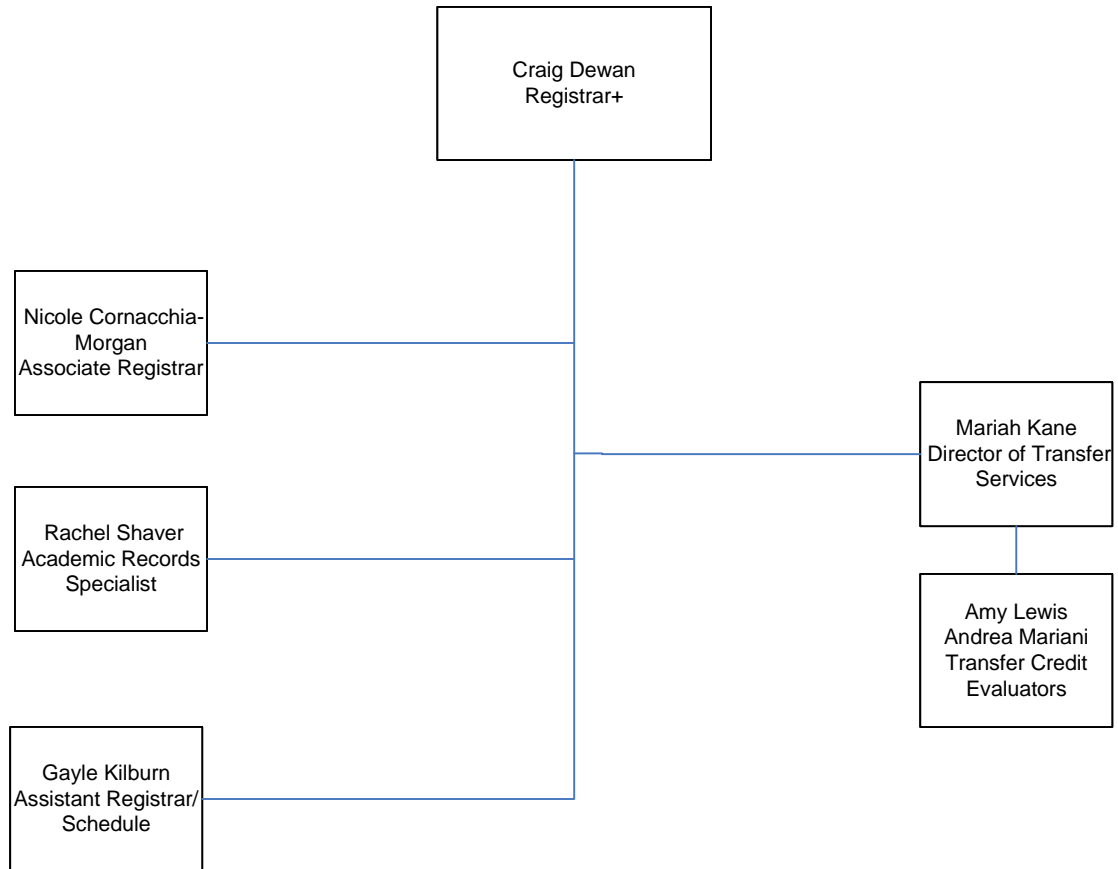 Craig Dewan
Registrar+
Nicole Cornacchia-
Morgan
Associate Registrar
Mariah Kane
Director of Transfer
Services
Rachel Shaver
Academic Records
Specialist
Amy Lewis
Andrea Mariani
Transfer Credit
Evaluators
Gayle Kilburn
Assistant Registrar/
Schedule